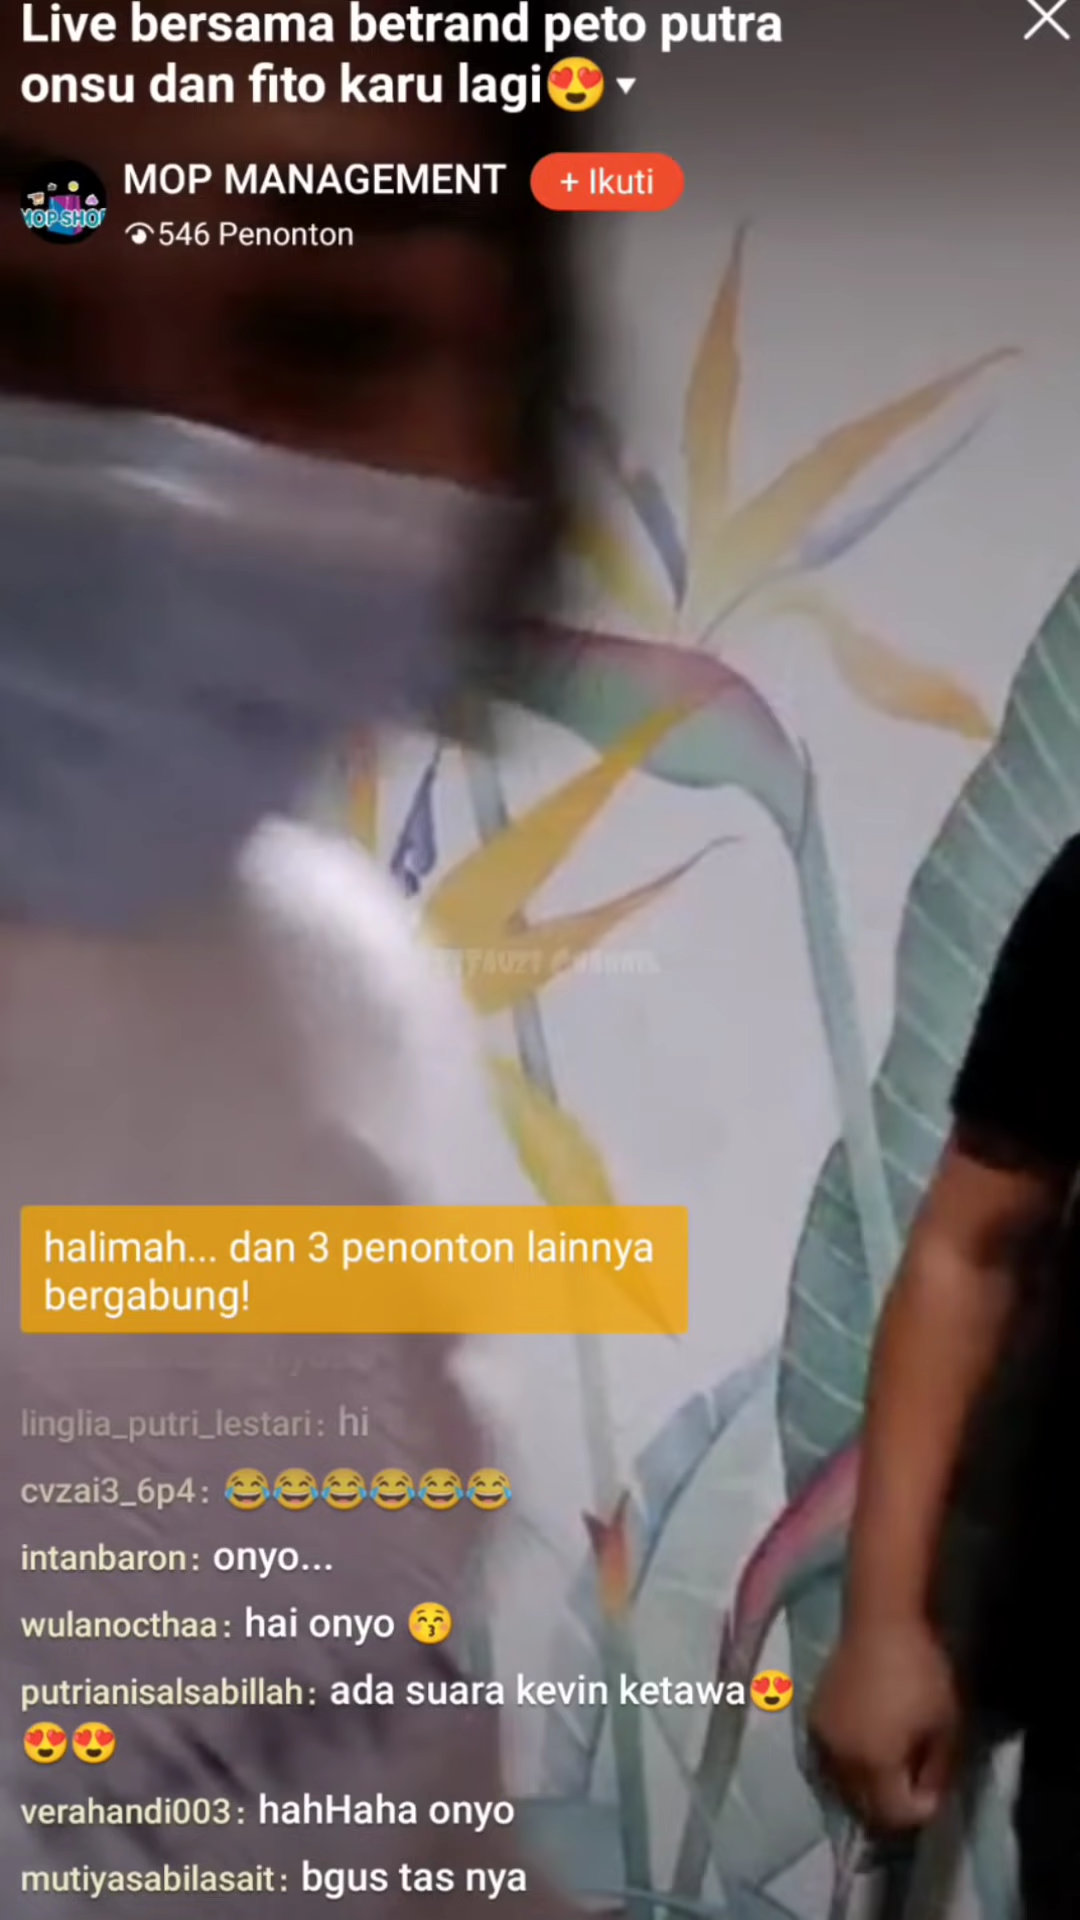 Live bersama betrand peto putra
onsu dan fito karu lagi😍 ▾
MOP MANAGEMENT
+ Ikuti
MOP SHOP
546 Penonton
halimah... dan 3 penonton lainnya
bergabung!
linglia_putri_lestari: hi
cvzai3_6p4: 😂😂😂😂😂😂
intanbaron: onyo...
wulanocthaa: hai onyo 😚
putrianisalsabillah: ada suara kevin ketawa😍
😍😍
verahandi003: hahHaha onyo
mutiyasabilasait: bgus tas nya